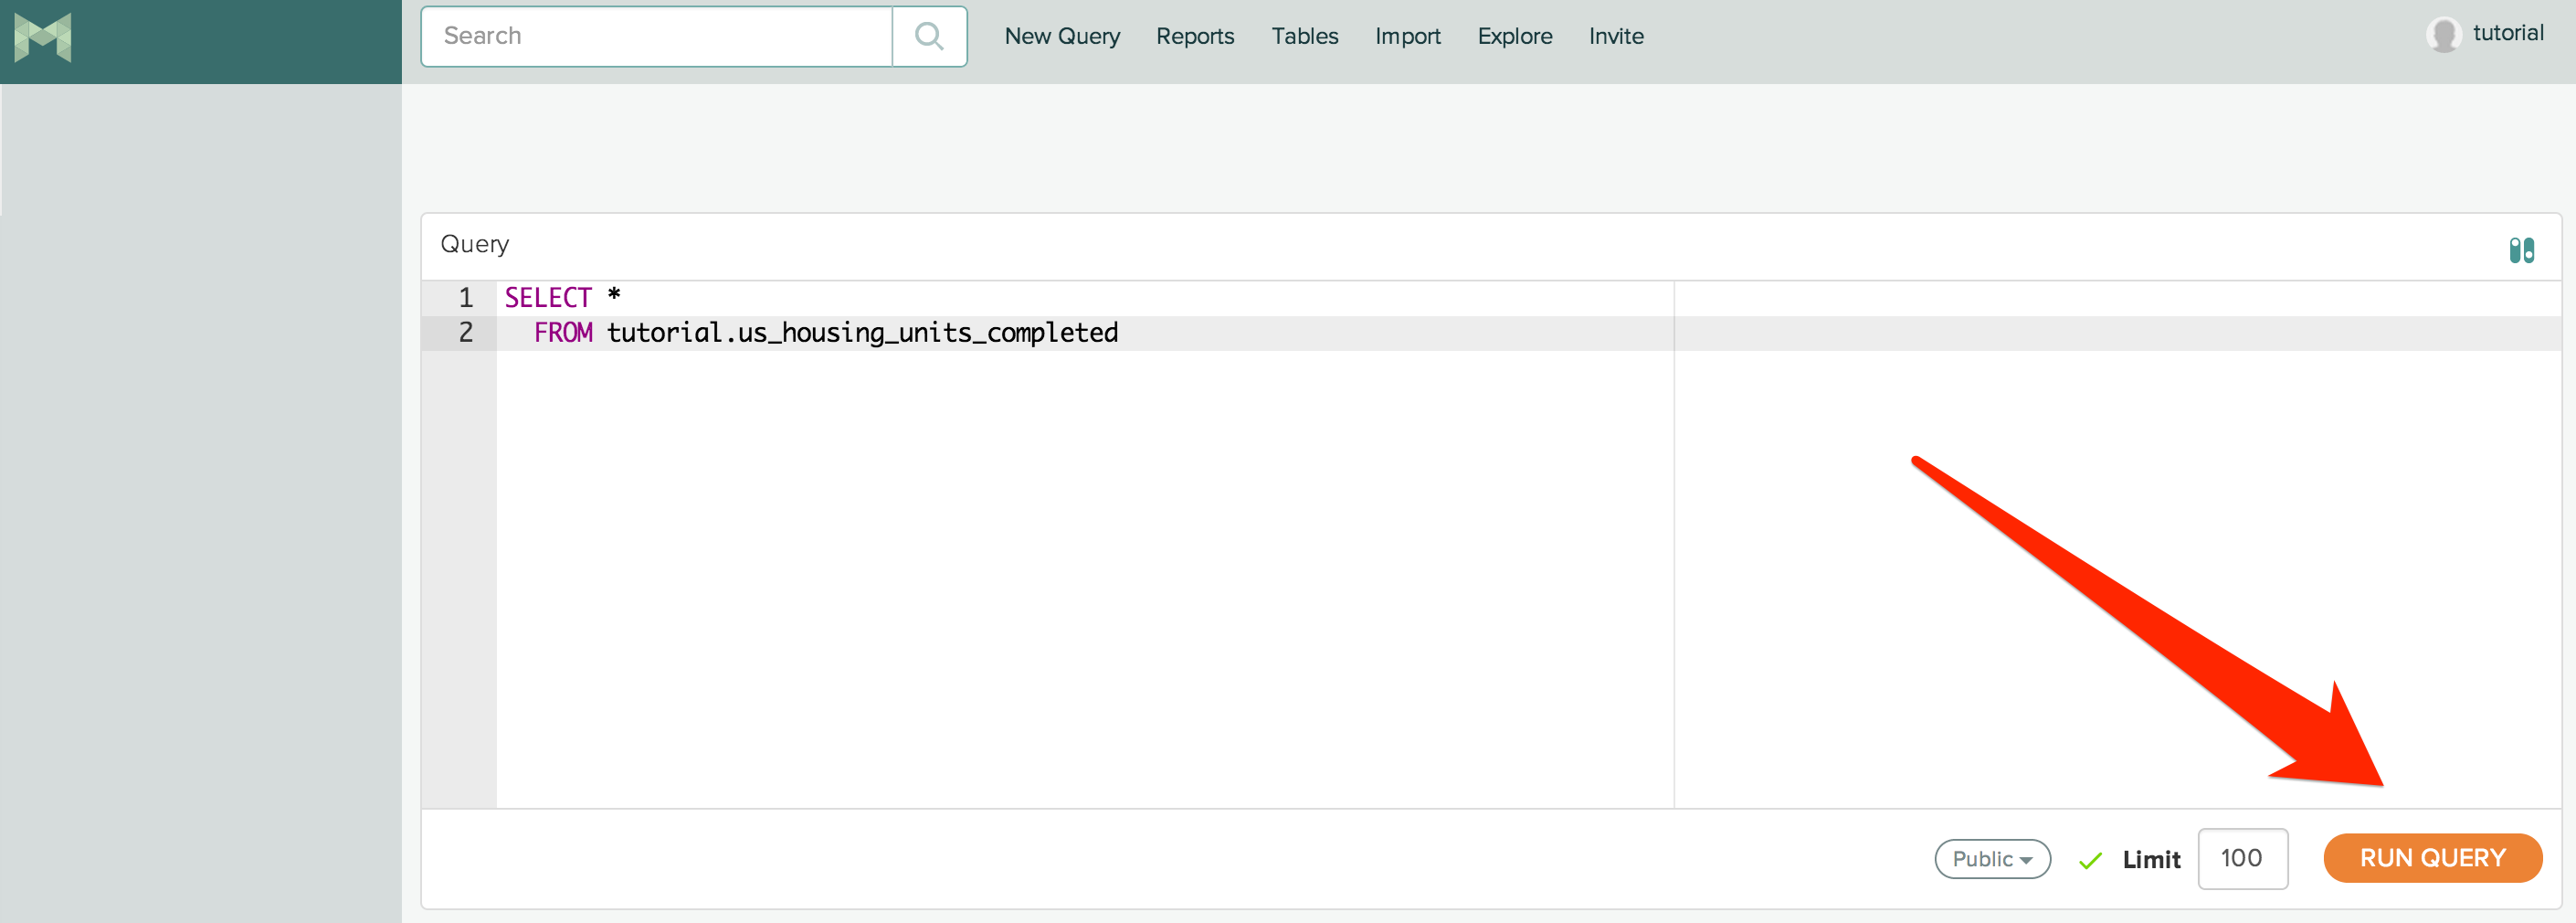 Search
New Query Reports Tables Import Explore Invite
tutorial
Query
1 SELECT *
2 FROM tutorial.us_housing_units_completed
Public Limit 100 RUN QUERY